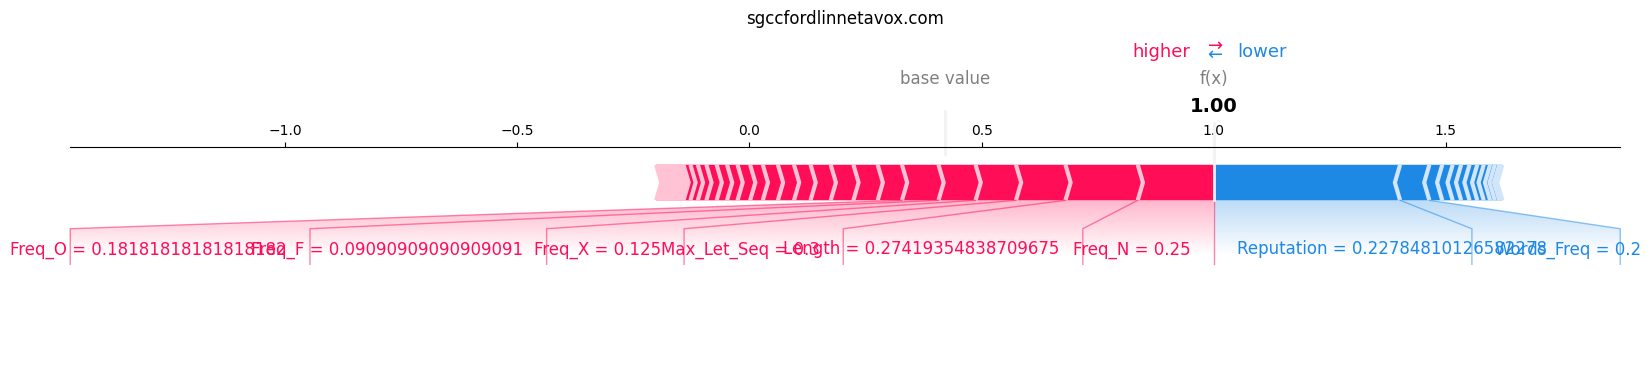 sgccfordlinnetavox.com
higher ⇄ lower
base value f(x)
1.00
−1.0 −0.5 0.0 0.5 1.0 1.5
Freq_O = 0.18181818181818182 Freq_F = 0.09090909090909091 Freq_X = 0.125 Max_Let_Seq = 0.3 Length = 0.27419354838709675 Freq_N = 0.25 Reputation = 0.22784810126582278 Words_Freq = 0.2